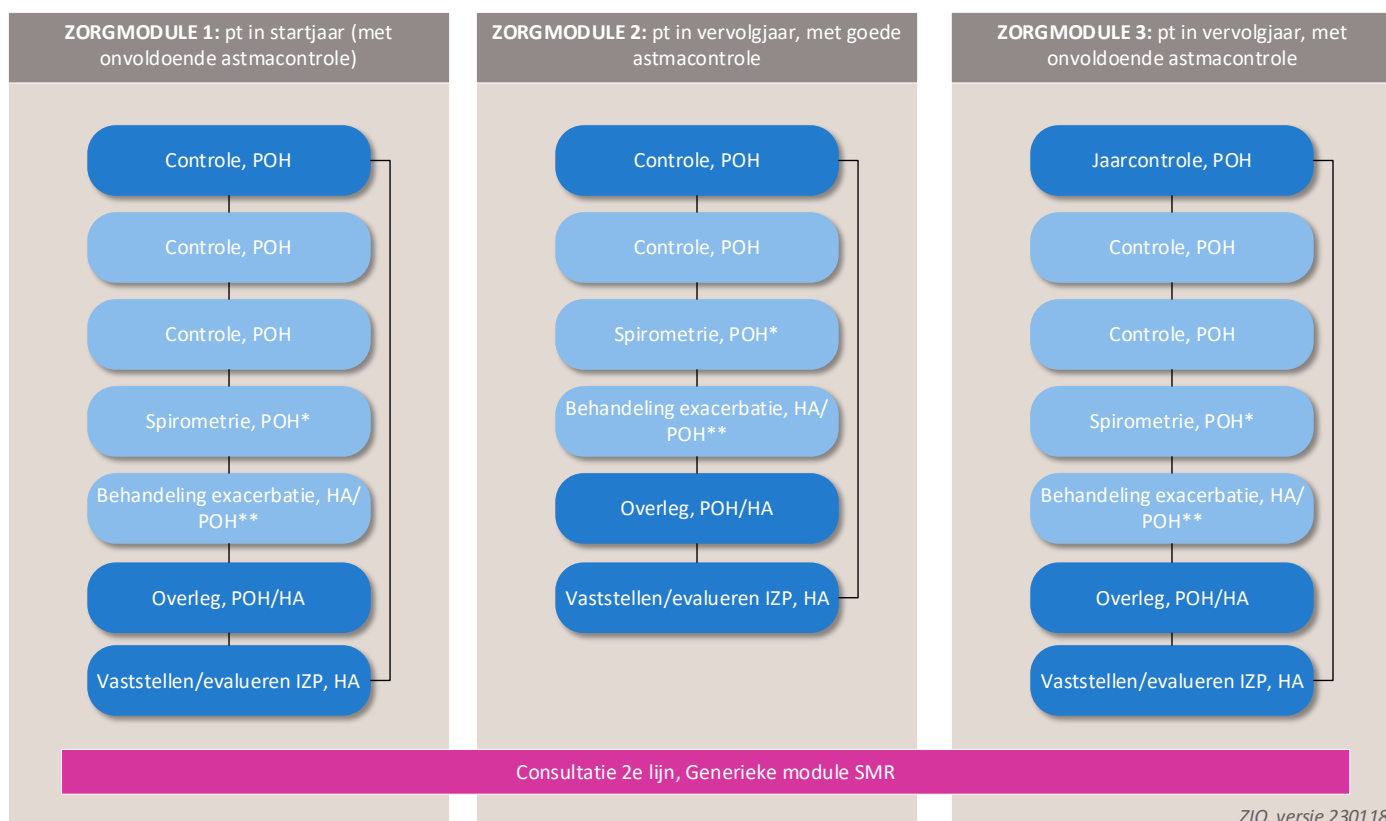 ZORGMODULE 1: pt in startjaar (met
onvoldoende astmacontrole)
Controle, POH
Controle, POH
Controle, POH
Spirometrie, POH*
Behandeling exacerbatie, HA/
POH**
Overleg, POH/HA
Vaststellen/evalueren IZP, HA
ZORGMODULE 2: pt in vervolgjaar, met goede
astmacontrole
Controle, POH
Controle, POH
Spirometrie, POH*
Behandeling exacerbatie, HA/
POH**
Overleg, POH/HA
Vaststellen/evalueren IZP, HA
ZORGMODULE 3: pt in vervolgjaar, met
onvoldoende astmacontrole
Jaarcontrole, POH
Controle, POH
Controle, POH
Spirometrie, POH*
Behandeling exacerbatie, HA/
POH**
Overleg, POH/HA
Vaststellen/evalueren IZP, HA
Consultatie 2e lijn, Generieke module SMR
ZIO, versie 230118